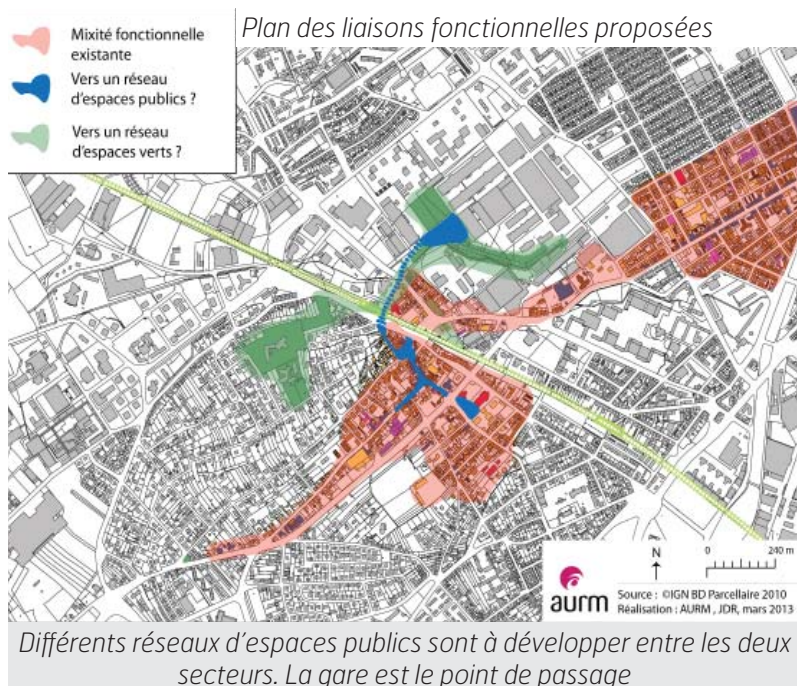 Plan des liaisons fonctionnelles proposées
Mixité fonctionnelle
existante
Vers un réseau
d'espaces publics ?
Vers un réseau
d'espaces verts ?
N
0
240 m
aurm
Source : ©IGN BD Parcellaire 2010
Réalisation : AURM , JDR, mars 2013
Différents réseaux d'espaces publics sont à développer entre les deux
secteurs. La gare est le point de passage